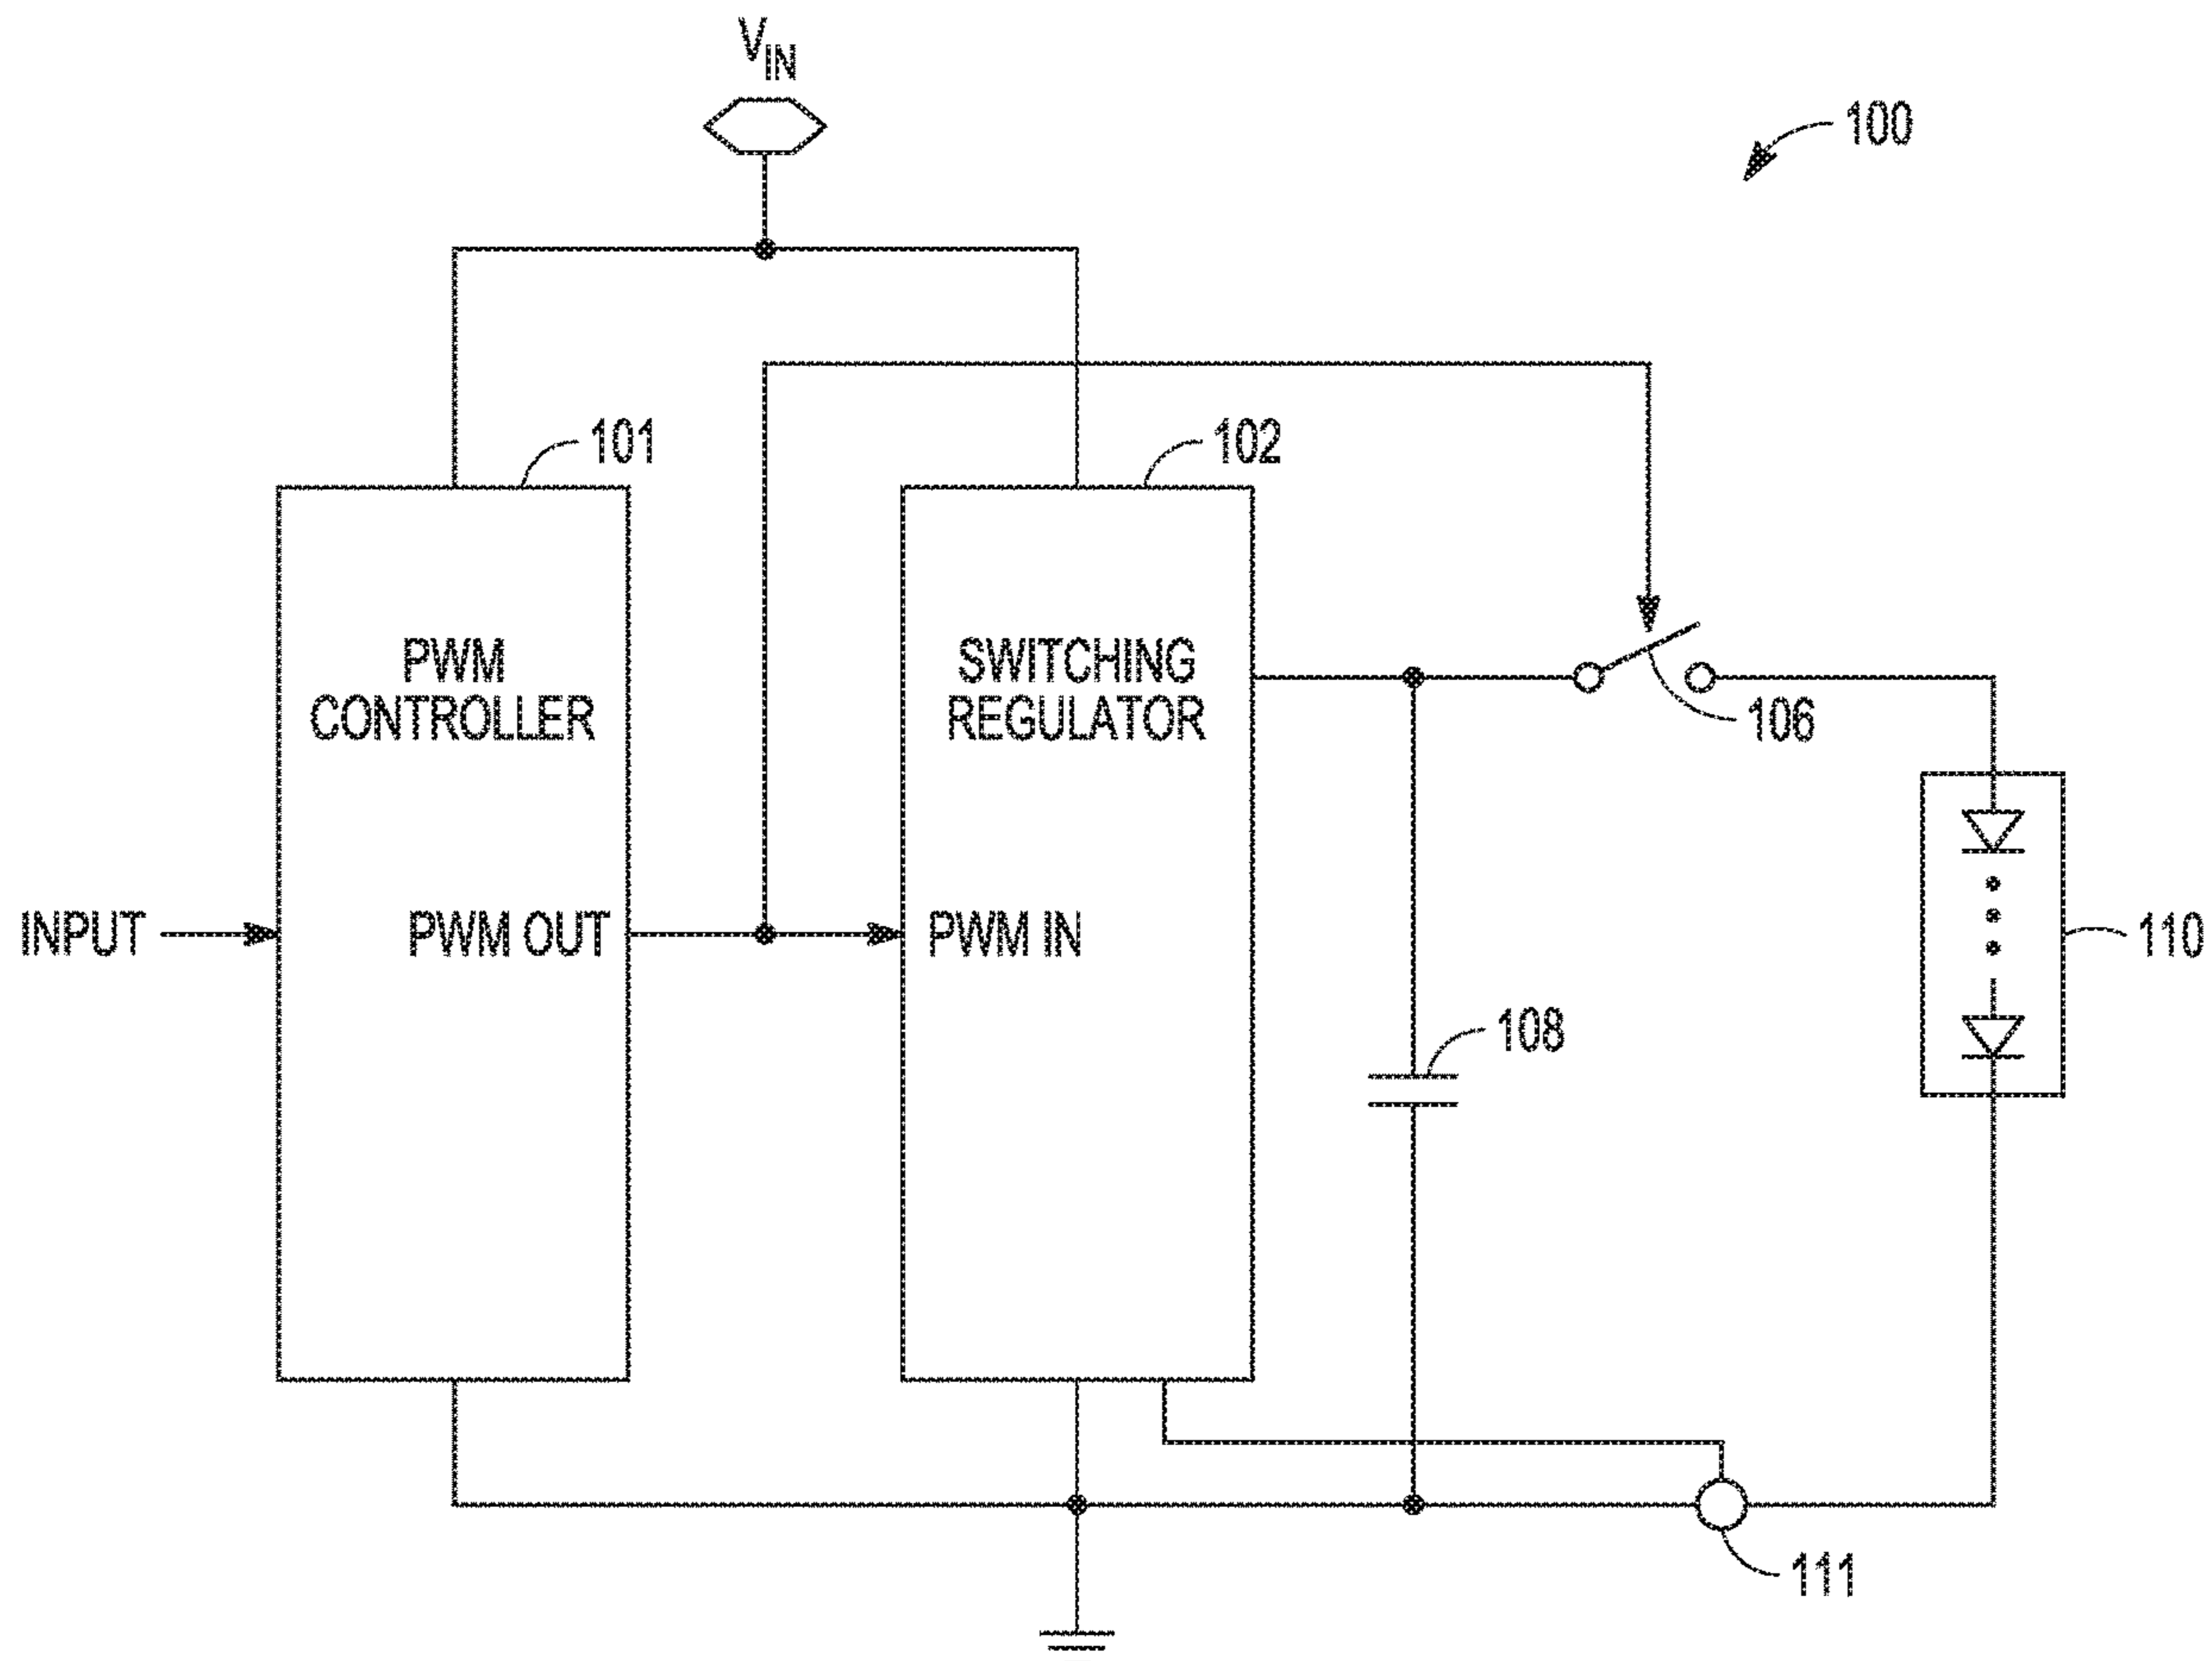 V_IN
100
101
102
PWM
CONTROLLER
SWITCHING
REGULATOR
106
INPUT
PWM OUT
PWM IN
110
108
111